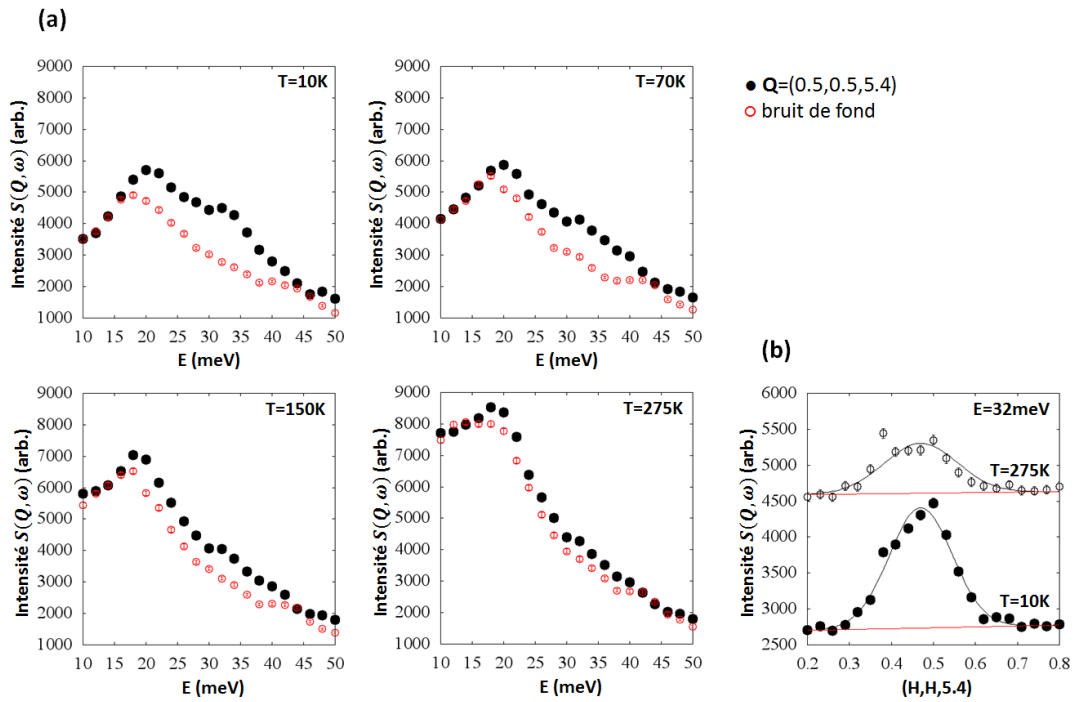 (a)
T=10K
9000
8000
7000
6000
5000
4000
3000
2000
1000
10 15 20 25 30 35 40 45 50
E (meV)
Intensité S(Q,ω) (arb.)
T=70K
9000
8000
7000
6000
5000
4000
3000
2000
1000
10 15 20 25 30 35 40 45 50
E (meV)
Intensité S(Q,ω) (arb.)
Q=(0.5,0.5,5.4)
bruit de fond
T=150K
9000
8000
7000
6000
5000
4000
3000
2000
1000
10 15 20 25 30 35 40 45 50
E (meV)
Intensité S(Q,ω) (arb.)
T=275K
9000
8000
7000
6000
5000
4000
3000
2000
1000
10 15 20 25 30 35 40 45 50
E (meV)
Intensité S(Q,ω) (arb.)
(b)
E=32meV
6000
5500
5000
4500
4000
3500
3000
2500
T=275K
T=10K
0.2 0.3 0.4 0.5 0.6 0.7 0.8
(H,H,5.4)
Intensité S(Q,ω) (arb.)